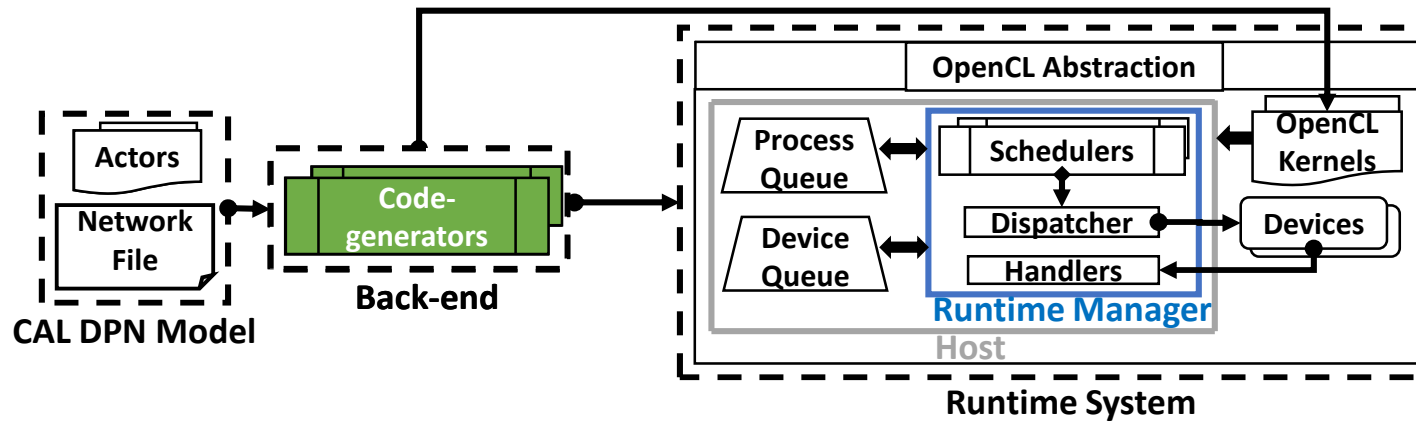 Actors
Network
File
CAL DPN Model
Code-
generators
Back-end
OpenCL Abstraction
Process
Queue
Device
Queue
Schedulers
Dispatcher
Handlers
Runtime Manager
Host
OpenCL
Kernels
Devices
Runtime System